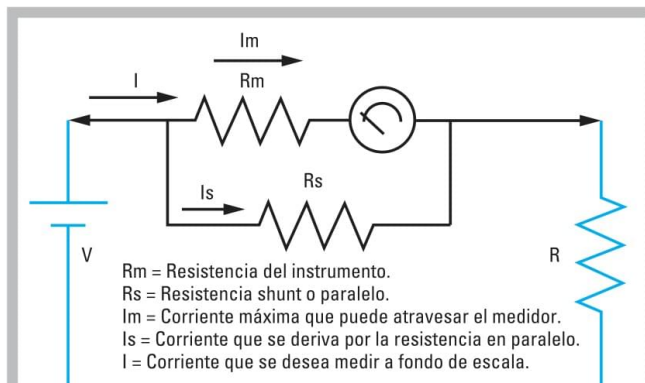 Im
I
Rm
Is
Rs
V
R
Rm = Resistencia del instrumento.
Rs = Resistencia shunt o paralelo.
Im = Corriente máxima que puede atravesar el medidor.
Is = Corriente que se deriva por la resistencia en paralelo.
I = Corriente que se desea medir a fondo de escala.